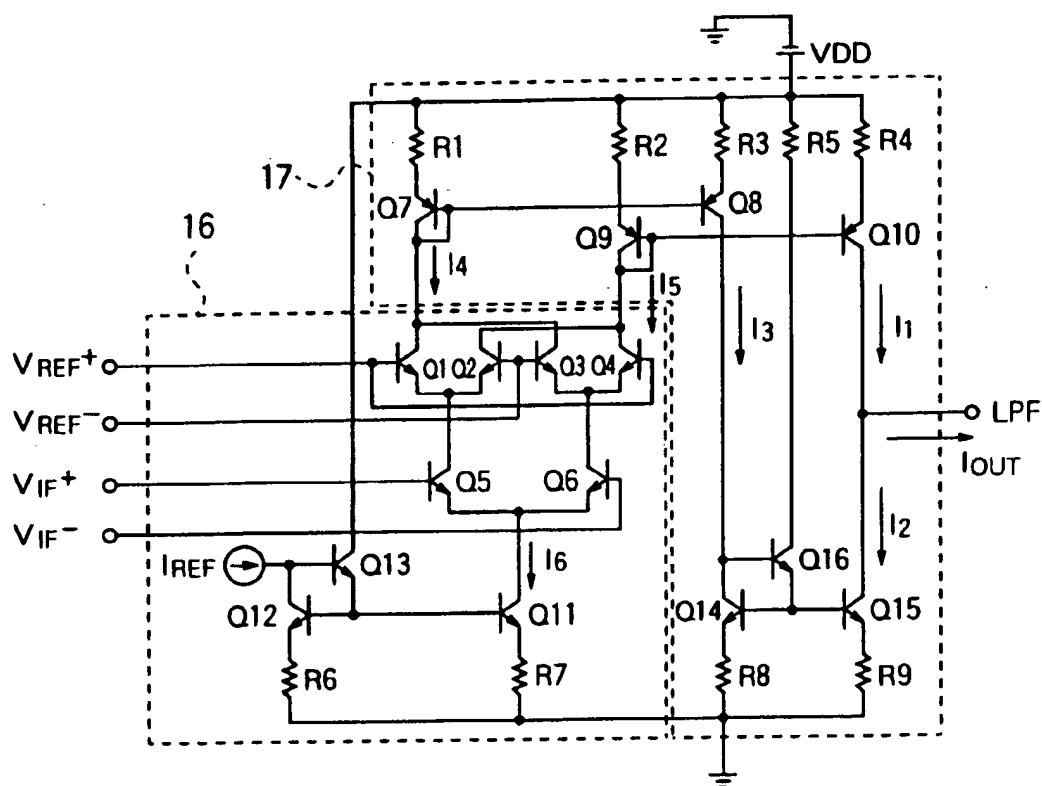 VDD
R1
R2
R3
R5
R4
17
Q7
Q8
Q9
Q10
16
I4
I5
I3
I1
VREF+
Q1 Q2 Q3 Q4
VREF−
LPF
IOUT
VIF+
Q5
Q6
VIF−
I2
IREF
Q13
I6
Q16
Q12
Q11
Q14
Q15
R6
R7
R8
R9